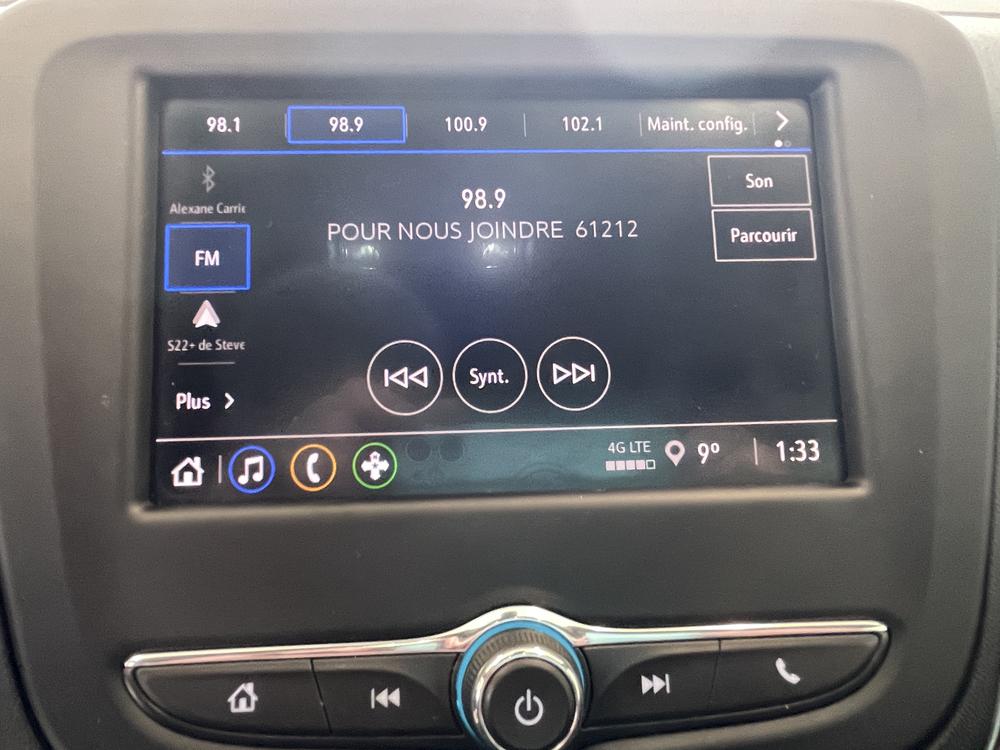 98.1 98.9 100.9 102.1 Maint. config.
Alexane Carrie
FM
S22+ de Steve
Plus
98.9
POUR NOUS JOINDRE 61212
Synt.
Son
Parcourir
4G LTE 9° 1:33